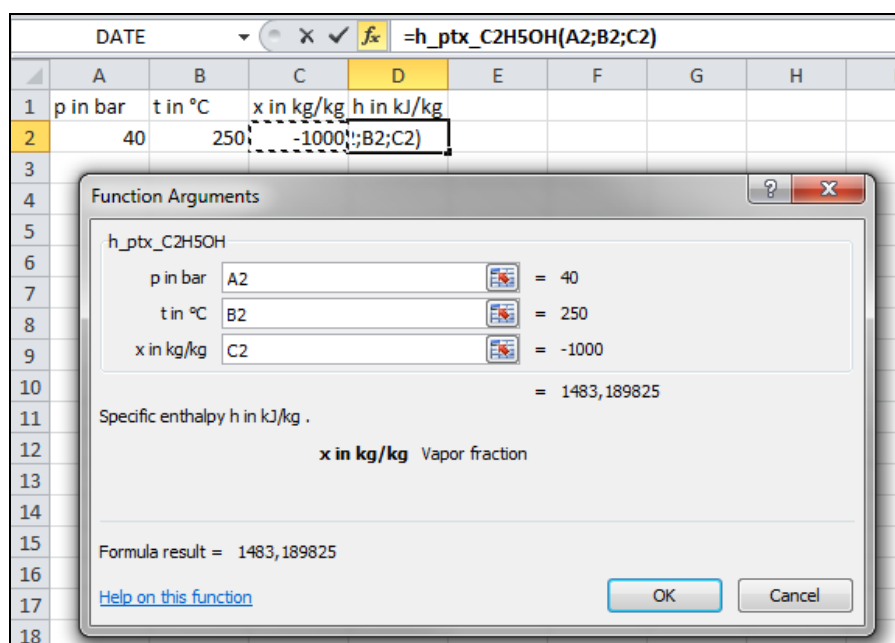 DATE fx =h_ptx_C2H5OH(A2;B2;C2)
A B C D E F G H
1 p in bar t in °C x in kg/kg h in kJ/kg
2 40 250 -1000 ;B2;C2)
3
4 Function Arguments ?
5 h_ptx_C2H5OH
6 p in bar A2 = 40
7 t in °C B2 = 250
8
9 x in kg/kg C2 = -1000
10 = 1483,189825
11 Specific enthalpy h in kJ/kg .
12 x in kg/kg Vapor fraction
13
14
15 Formula result = 1483,189825
16
17 Help on this function OK Cancel
18